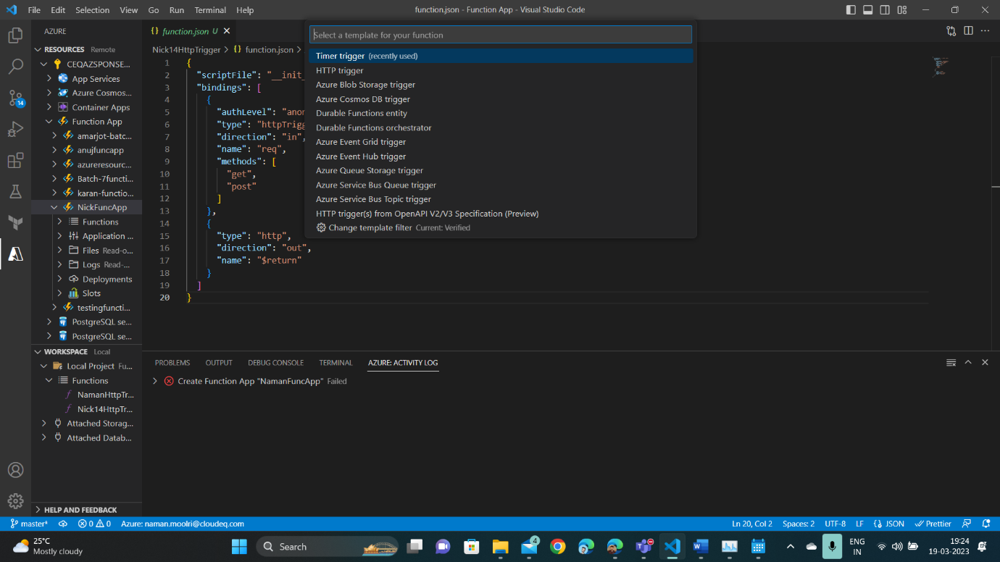 File Edit Selection View Go Run Terminal Help
function.json - Function App - Visual Studio Code
Select a template for your function
Timer trigger (recently used)
HTTP trigger
Azure Blob Storage trigger
Azure Cosmos DB trigger
Durable Functions entity
Durable Functions orchestrator
Azure Event Grid trigger
Azure Event Hub trigger
Azure Queue Storage trigger
Azure Service Bus Queue trigger
Azure Service Bus Topic trigger
HTTP trigger(s) from OpenAPI V2/V3 Specification (Preview)
Change template filter Current: Verified
AZURE
RESOURCES Remote
CEQAZSPONSE...
App Services
Azure Cosmos...
Container Apps
Function App
amarjot-batc...
anujfuncapp
azureresourc...
Batch-7functi...
karan-functio...
NickFuncApp
Functions
Application ...
Files Read-o...
Logs Read-...
Deployments
Slots
testingfuncti...
PostgreSQL se...
PostgreSQL se...
WORKSPACE Local
Local Project Fu...
Functions
NamanHttpTr...
Nick14HttpTr...
Attached Storag...
Attached Datab...
HELP AND FEEDBACK
14
function.json U
Nick14HttpTrigger > function.json >
1 {
2 "scriptFile": "__init_
3 "bindings": [
4 {
5 "authLevel": "anon
6 "type": "httpTrigg
7 "direction": "in",
8 "name": "req",
9 "methods": [
10 "get",
11 "post"
12 ]
13 },
14 {
15 "type": "http",
16 "direction": "out",
17 "name": "$return"
18 }
19 ]
20 }
PROBLEMS OUTPUT DEBUG CONSOLE TERMINAL AZURE: ACTIVITY LOG
Create Function App "NamanFuncApp" Failed
master* 0 0 Azure: naman.moolri@cloudeq.com Ln 20, Col 2 Spaces: 2 UTF-8 LF {} JSON Prettier
25°C
Mostly cloudy
Search
4
ENG
IN
19:24
19-03-2023